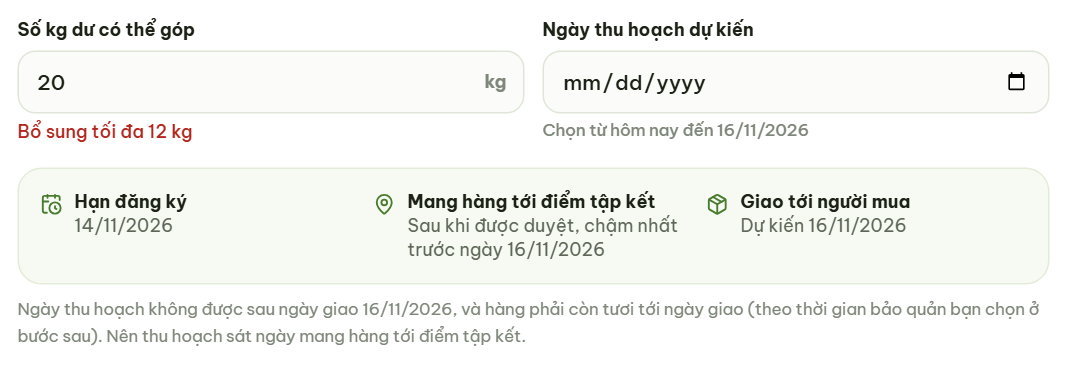 Số kg dư có thể góp
Ngày thu hoạch dự kiến
20
kg
mm/dd/yyyy
Bổ sung tối đa 12 kg
Chọn từ hôm nay đến 16/11/2026
Hạn đăng ký
14/11/2026
Mang hàng tới điểm tập kết
Sau khi được duyệt, chậm nhất
trước ngày 16/11/2026
Giao tới người mua
Dự kiến 16/11/2026
Ngày thu hoạch không được sau ngày giao 16/11/2026, và hàng phải còn tươi tới ngày giao (theo thời gian bảo quản bạn chọn ở
bước sau). Nên thu hoạch sát ngày mang hàng tới điểm tập kết.